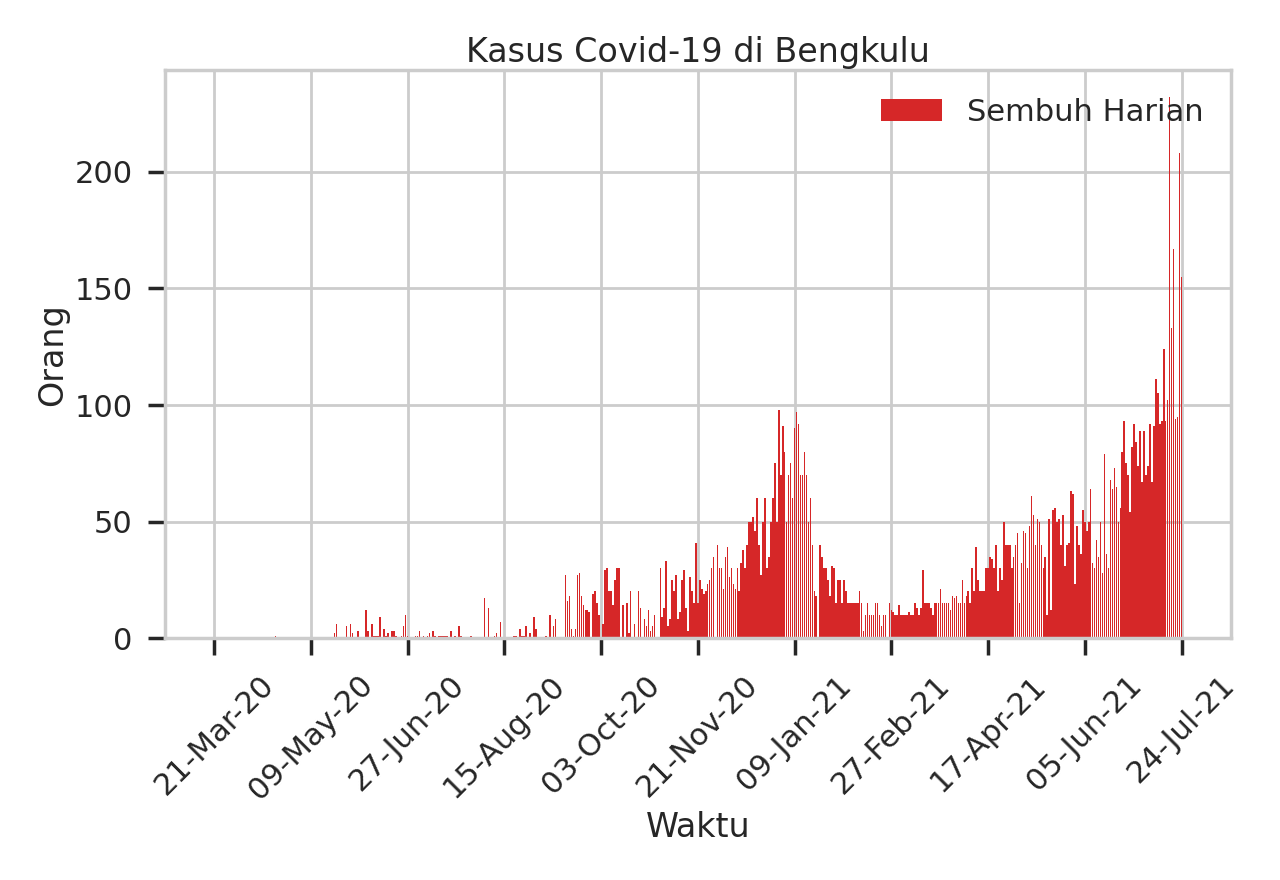 Kasus Covid-19 di Bengkulu
Sembuh Harian
Orang
200
150
100
50
0
21-Mar-20
09-May-20
27-Jun-20
15-Aug-20
03-Oct-20
21-Nov-20
09-Jan-21
27-Feb-21
17-Apr-21
05-Jun-21
24-Jul-21
Waktu